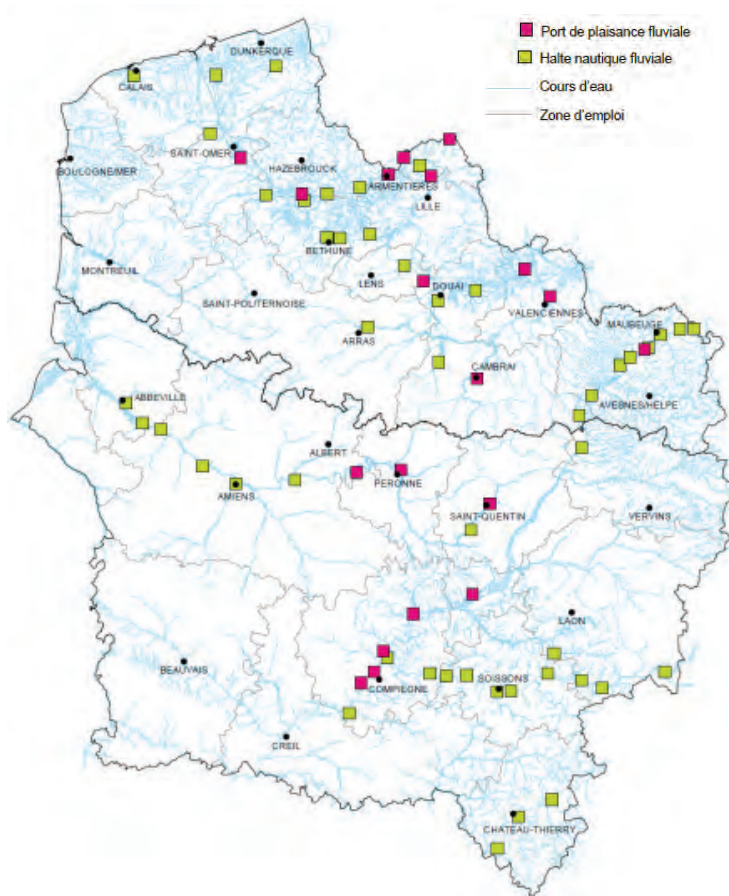 Port de plaisance fluviale
Halte nautique fluviale
Cours d'eau
Zone d'emploi
DUNKERQUE
CALAIS
SAINT-OMER
BOULOGNE/MER
HAZEBROUCK
ARMENTIERES
LILLE
BETHUNE
MONTREUIL
LENS
DOUAI
SAINT-POLITERNOISE
VALENCIENNES
ARRAS
MAUBEUGE
CAMBRAI
AVESNES/HELPE
ABBEVILLE
ALBERT
PERONNE
AMIENS
SAINT-QUENTIN
VERVINS
LAON
BEAUVAIS
COMPIEGNE
SOISSONS
CREIL
CHATEAU-THIERRY